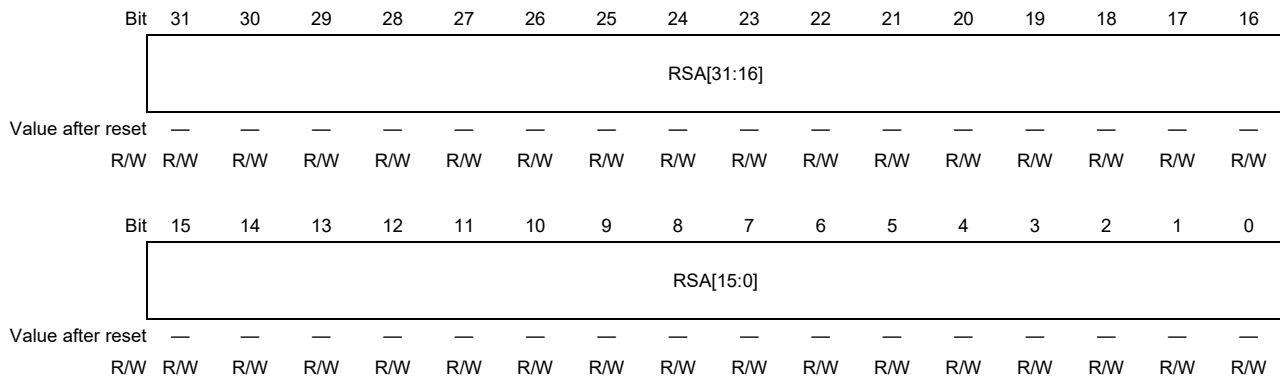 Bit 31 30 29 28 27 26 25 24 23 22 21 20 19 18 17 16
RSA[31:16]
Value after reset — — — — — — — — — — — — — — — —
R/W R/W R/W R/W R/W R/W R/W R/W R/W R/W R/W R/W R/W R/W R/W R/W R/W
Bit 15 14 13 12 11 10 9 8 7 6 5 4 3 2 1 0
RSA[15:0]
Value after reset — — — — — — — — — — — — — — — —
R/W R/W R/W R/W R/W R/W R/W R/W R/W R/W R/W R/W R/W R/W R/W R/W R/W